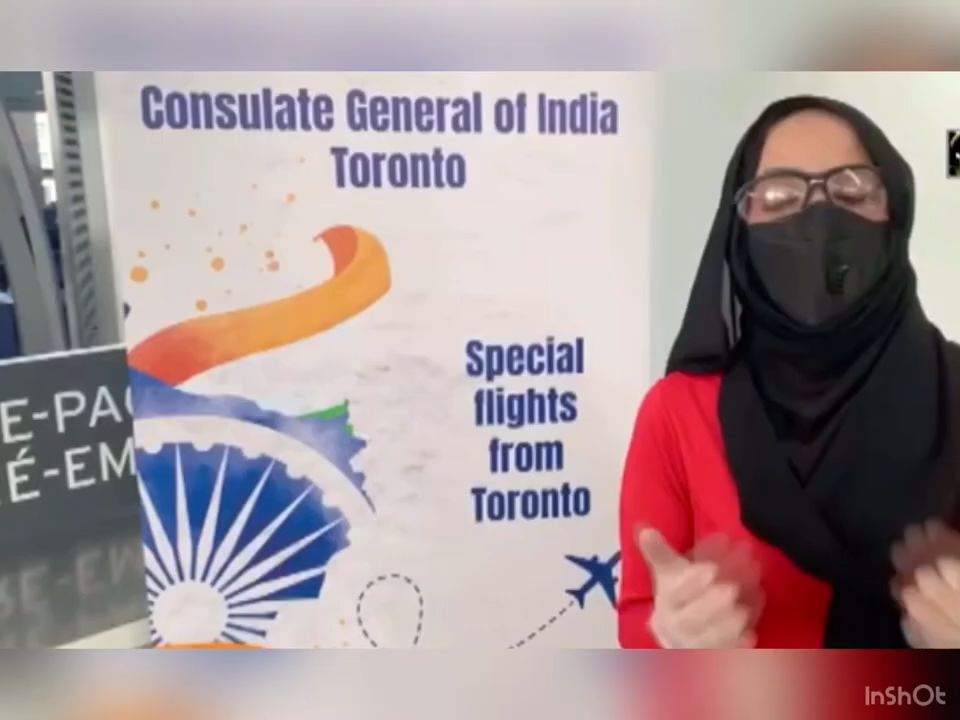 Consulate General of India
Toronto
Special
flights
from
Toronto
E-PA
É-EM
InShOt